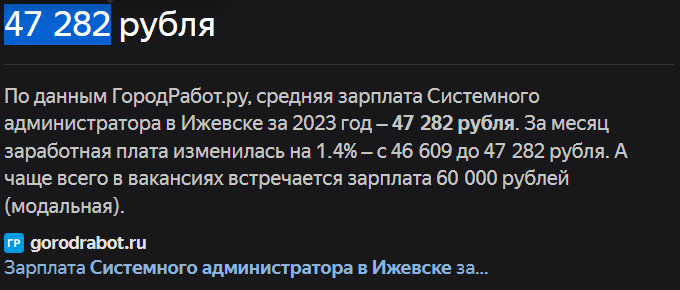 47 282 рубля
По данным ГородРабот.ру, средняя зарплата Системного
администратора в Ижевске за 2023 год – 47 282 рубля. За месяц
заработная плата изменилась на 1.4% – с 46 609 до 47 282 рубля. А
чаще всего в вакансиях встречается зарплата 60 000 рублей
(модальная).
ГР gorodrabot.ru
Зарплата Системного администратора в Ижевске за...